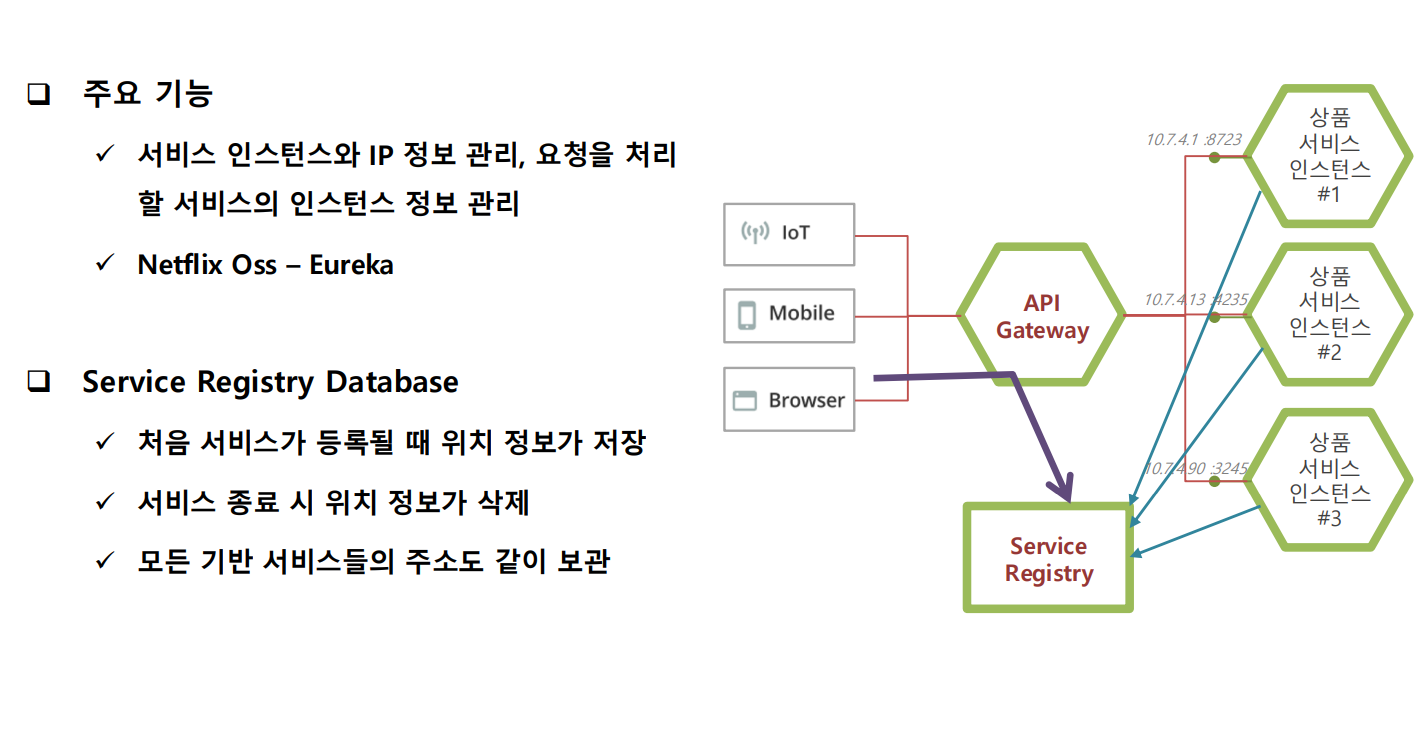 주요 기능
서비스 인스턴스와 IP 정보 관리, 요청을 처리
할 서비스의 인스턴스 정보 관리
Netflix Oss – Eureka
Service Registry Database
처음 서비스가 등록될 때 위치 정보가 저장
서비스 종료 시 위치 정보가 삭제
모든 기반 서비스들의 주소도 같이 보관
IoT
Mobile
Browser
API
Gateway
Service
Registry
10.7.4.1 :8723
상품
서비스
인스턴스
#1
10.7.4.13 :4235
상품
서비스
인스턴스
#2
10.7.4.90 :3245
상품
서비스
인스턴스
#3